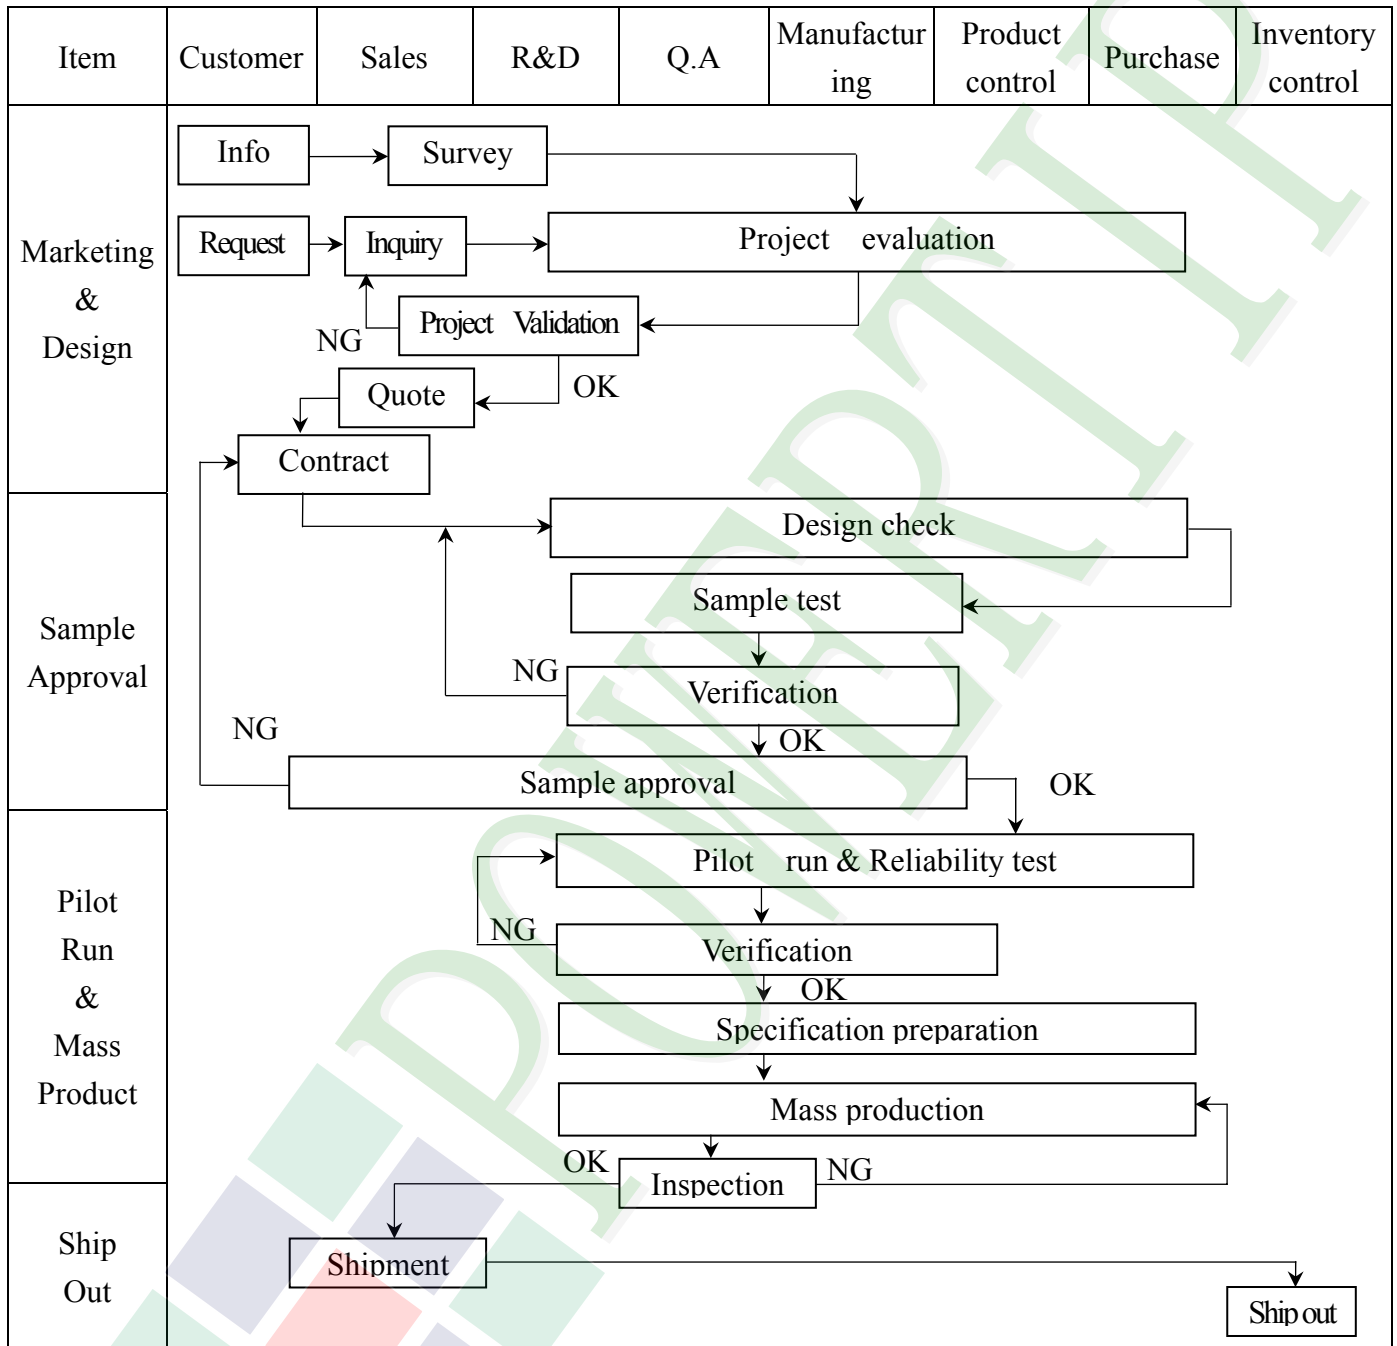 Item
Customer
Sales
R&D
Q.A
Manufactur
ing
Product
control
Purchase
Inventory
control
Marketing
&
Design
Info
Survey
Request
Inquiry
Project evaluation
Project Validation
NG
OK
Quote
Contract
Sample
Approval
Design check
Sample test
NG
Verification
OK
NG
Sample approval
OK
Pilot
Run
&
Mass
Product
Pilot run & Reliability test
NG
Verification
OK
Specification preparation
Mass production
OK
Inspection
NG
Ship
Out
Shipment
Ship out
POWERTIP